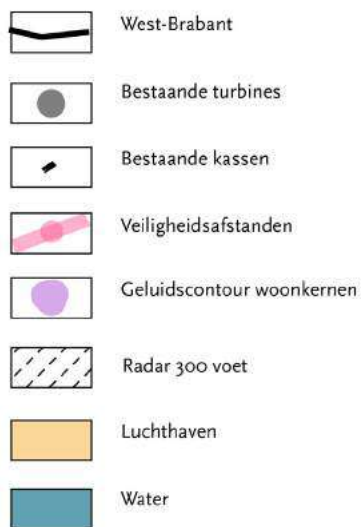 West-Brabant
Bestaande turbines
Bestaande kassen
Veiligheidsafstanden
Geluidscontour woonkernen
Radar 300 voet
Luchthaven
Water